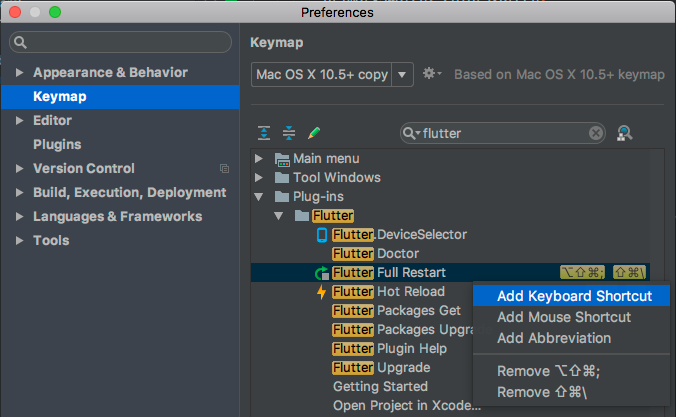 Preferences
Keymap
Mac OS X 10.5+ copy
Based on Mac OS X 10.5+ keymap
Appearance & Behavior
Keymap
Editor
Plugins
Version Control
Build, Execution, Deployment
Languages & Frameworks
Tools
flutter
Main menu
Tool Windows
Plug-ins
Flutter
Flutter.DeviceSelector
Flutter Doctor
Flutter Full Restart ⌥⇧⌘; ⇧⌘\
Flutter Hot Reload
Flutter Packages Get
Flutter Packages Upgra
Flutter Plugin Help
Flutter Upgrade
Getting Started
Open Project in Xcode...
Add Keyboard Shortcut
Add Mouse Shortcut
Add Abbreviation
Remove ⌥⇧⌘;
Remove ⇧⌘\